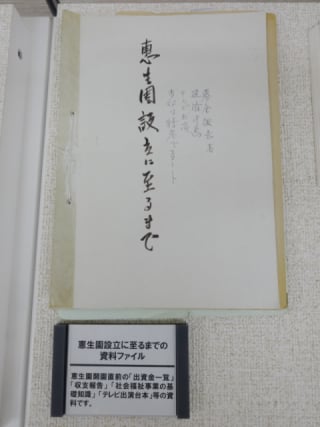 恵生園設立に至るまで
恵生園設立に至るまでの
資料ファイル
恵生園開園直前の「出資金一覧」
「収支報告」「社会福祉事業の基
礎知識」「テレビ出演台本」等の資
料です。